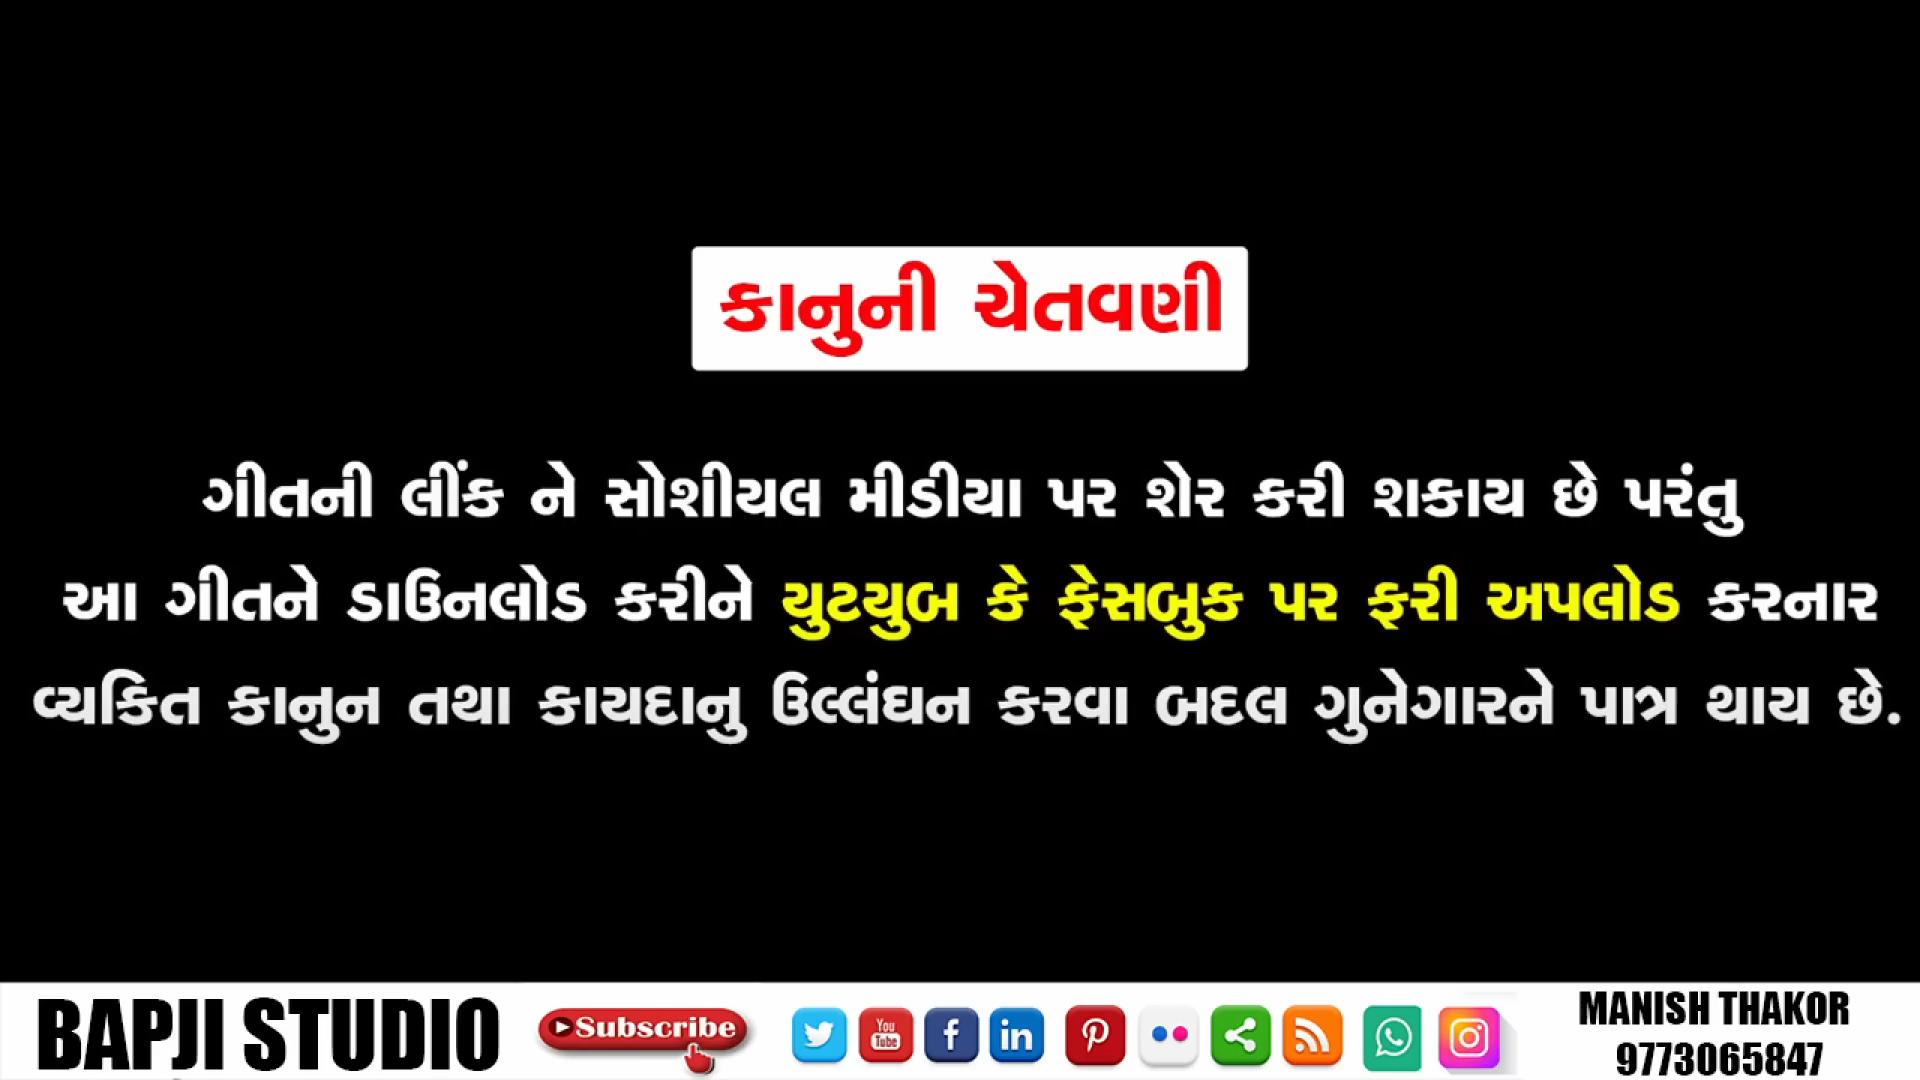 કાનુની ચેતવણી
ગીતની લીંક ને સોશીયલ મીડીયા પર શેર કરી શકાય છે પરંતુ
આ ગીતને ડાઉનલોડ કરીને યુટયુબ કે ફેસબુક પર ફરી અપલોડ કરનાર
વ્યકિત કાનુન તથા કાયદાનુ ઉલ્લંઘન કરવા બદલ ગુનેગારને પાત્ર થાય છે.
BAPJI STUDIO
Subscribe
You Tube
MANISH THAKOR
9773065847